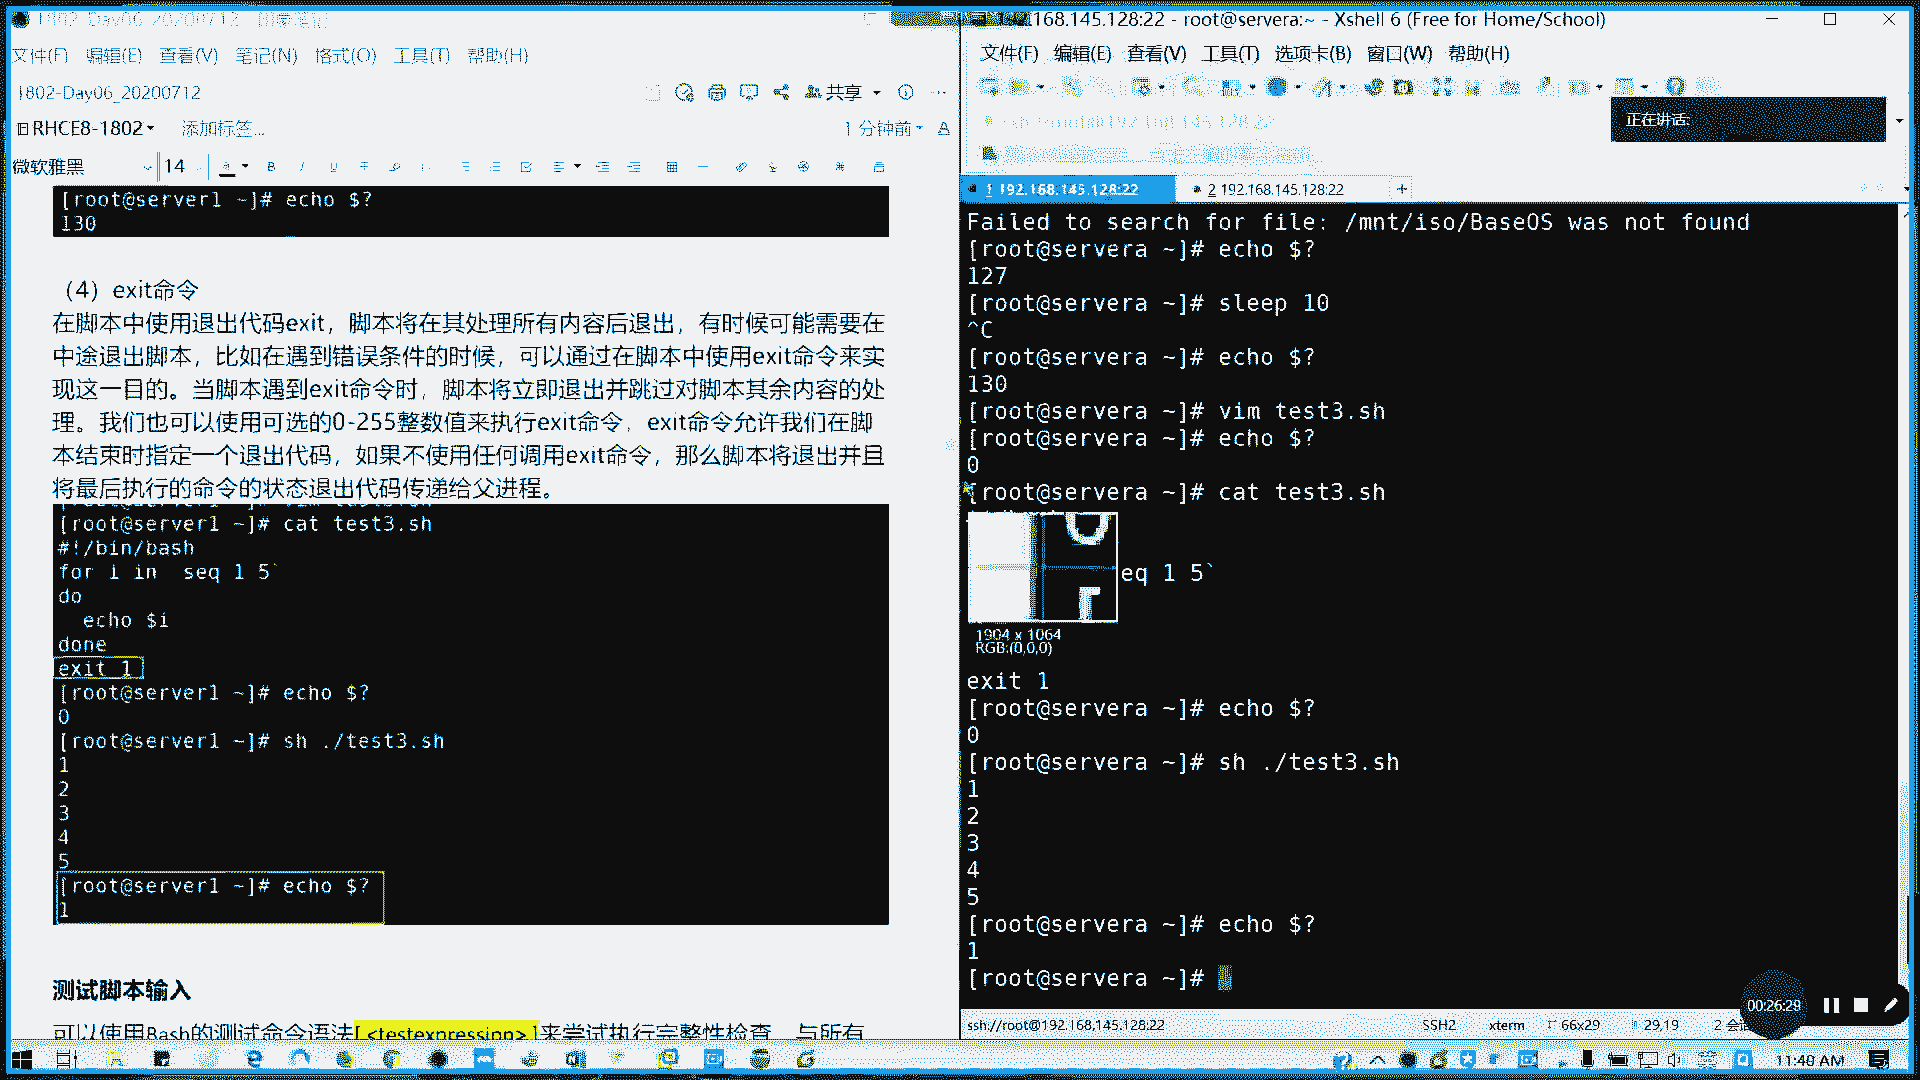 1802-Day06_20200712
文件(F) 编辑(E) 查看(V) 笔记(N) 格式(O) 工具(T) 帮助(H)
1802-Day06_20200712
共享
RHCE8-1802
添加标签...
1 分钟前
微软雅黑
14
[root@server1 ~]# echo $?
130
（4）exit命令
在脚本中使用退出代码exit，脚本将在其处理所有内容后退出，有时候可能需要在
中途退出脚本，比如在遇到错误条件的时候，可以通过在脚本中使用exit命令来实
现这一目的。当脚本遇到exit命令时，脚本将立即退出并跳过对脚本其余内容的处
理。我们也可以使用可选的0-255整数值来执行exit命令，exit命令允许我们在脚
本结束时指定一个退出代码，如果不使用任何调用exit命令，那么脚本将退出并且
将最后执行的命令的状态退出代码传递给父进程。
[root@server1 ~]# cat test3.sh
#!/bin/bash
for i in seq 1 5`
do
echo $i
done
exit 1
[root@server1 ~]# echo $?
0
[root@server1 ~]# sh ./test3.sh
1
2
3
4
5
[root@server1 ~]# echo $?
1
测试脚本输入
可以使用Bash的测试命令语法[ <testexpression> ]来尝试执行完整性检查，与所有
168.145.128:22 - root@servera:~ - Xshell 6 (Free for Home/School)
文件(F) 编辑(E) 查看(V) 工具(T) 选项卡(B) 窗口(W) 帮助(H)
正在讲话:
1 192.168.145.128:22
2 192.168.145.128:22
+
Failed to search for file: /mnt/iso/BaseOS was not found
[root@servera ~]# echo $?
127
[root@servera ~]# sleep 10
^C
[root@servera ~]# echo $?
130
[root@servera ~]# vim test3.sh
[root@servera ~]# echo $?
0
[root@servera ~]# cat test3.sh
eq 1 5`
1904 x 1064
RGB:(0,0,0)
exit 1
[root@servera ~]# echo $?
0
[root@servera ~]# sh ./test3.sh
1
2
3
4
5
[root@servera ~]# echo $?
1
[root@servera ~]#
00:26:29
ssh://root@192.168.145.128:22
SSH2
xterm
66x29
29,19
2 会
11:40 AM